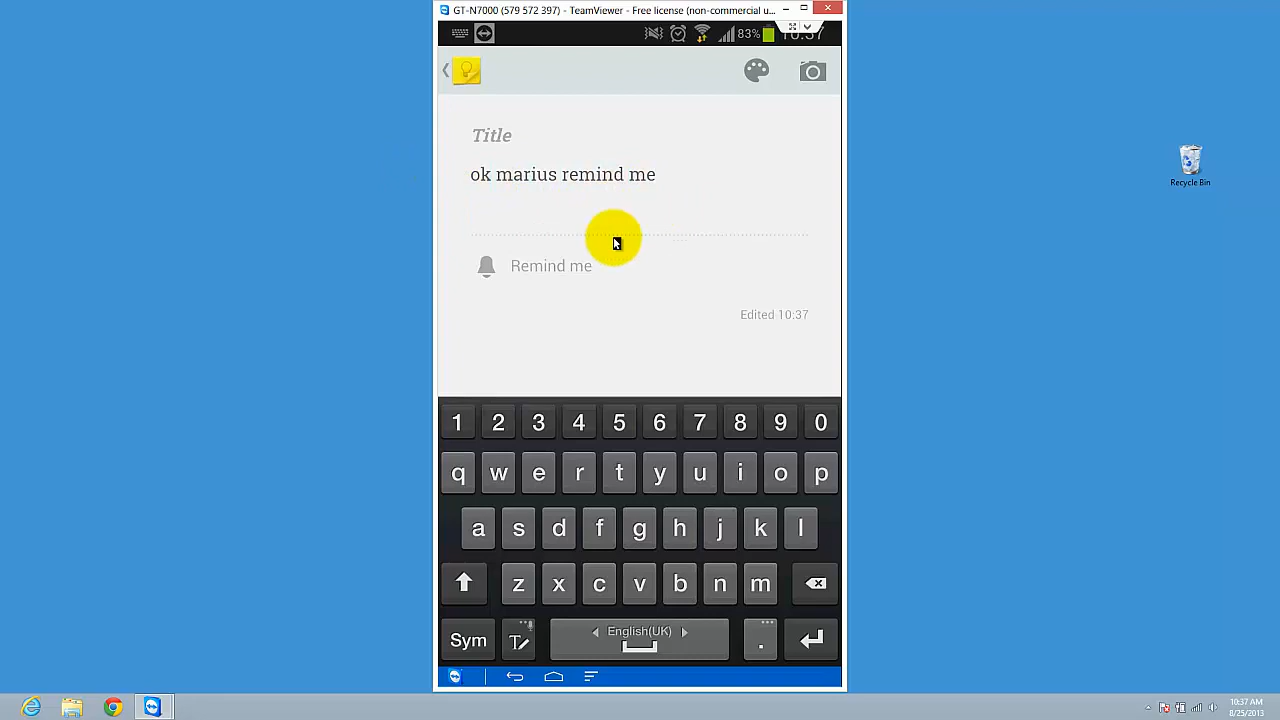 GT-N7000 (579 572 397) - TeamViewer - Free license (non-commercial u...
83%
Title
ok marius remind me
Remind me
Edited 10:37
1 2 3 4 5 6 7 8 9 0
q w e r t y u i o p
a s d f g h j k l
z x c v b n m
Sym T English(UK) .
Recycle Bin
10:37 AM
8/25/2013